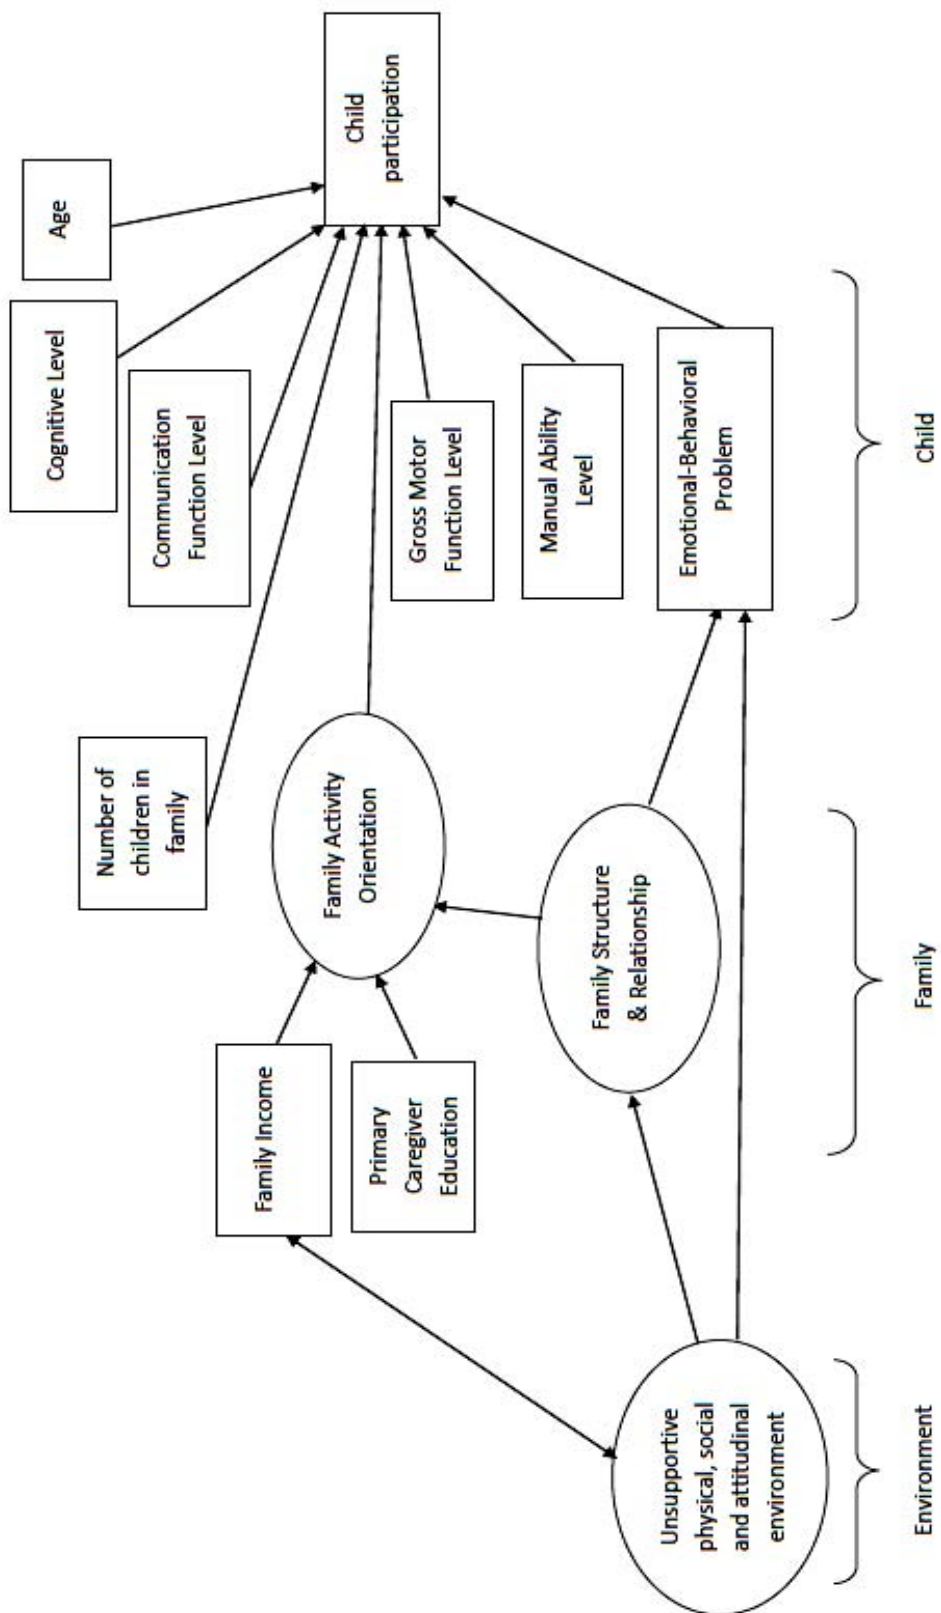 Age
Child
participation
Cognitive Level
Communication
Function Level
Number of
children in
family
Family Activity
Orientation
Gross Motor
Function Level
Manual Ability
Level
Family Income
Primary
Caregiver
Education
Family Structure
& Relationship
Emotional-Behavioral
Problem
Unsupportive
physical, social
and attitudinal
environment
Environment
Family
Child